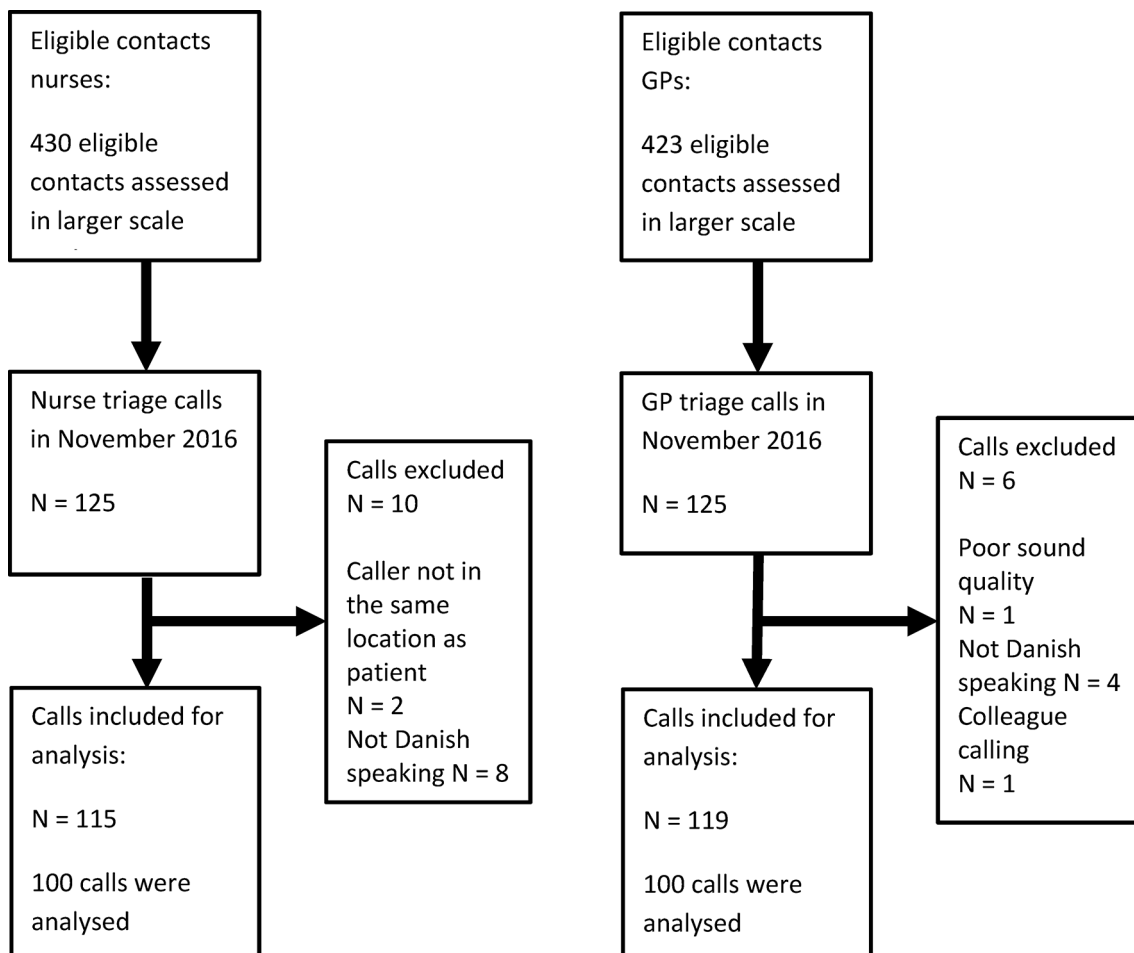 Eligible contacts
nurses:
430 eligible
contacts assessed
in larger scale
Nurse triage calls
in November 2016
N = 125
Calls excluded
N = 10
Caller not in
the same
location as
patient
N = 2
Not Danish
speaking N = 8
Calls included for
analysis:
N = 115
100 calls were
analysed
Eligible contacts
GPs:
423 eligible
contacts assessed
in larger scale
GP triage calls in
November 2016
N = 125
Calls excluded
N = 6
Poor sound
quality
N = 1
Not Danish
speaking N = 4
Colleague
calling
N = 1
Calls included for
analysis:
N = 119
100 calls were
analysed